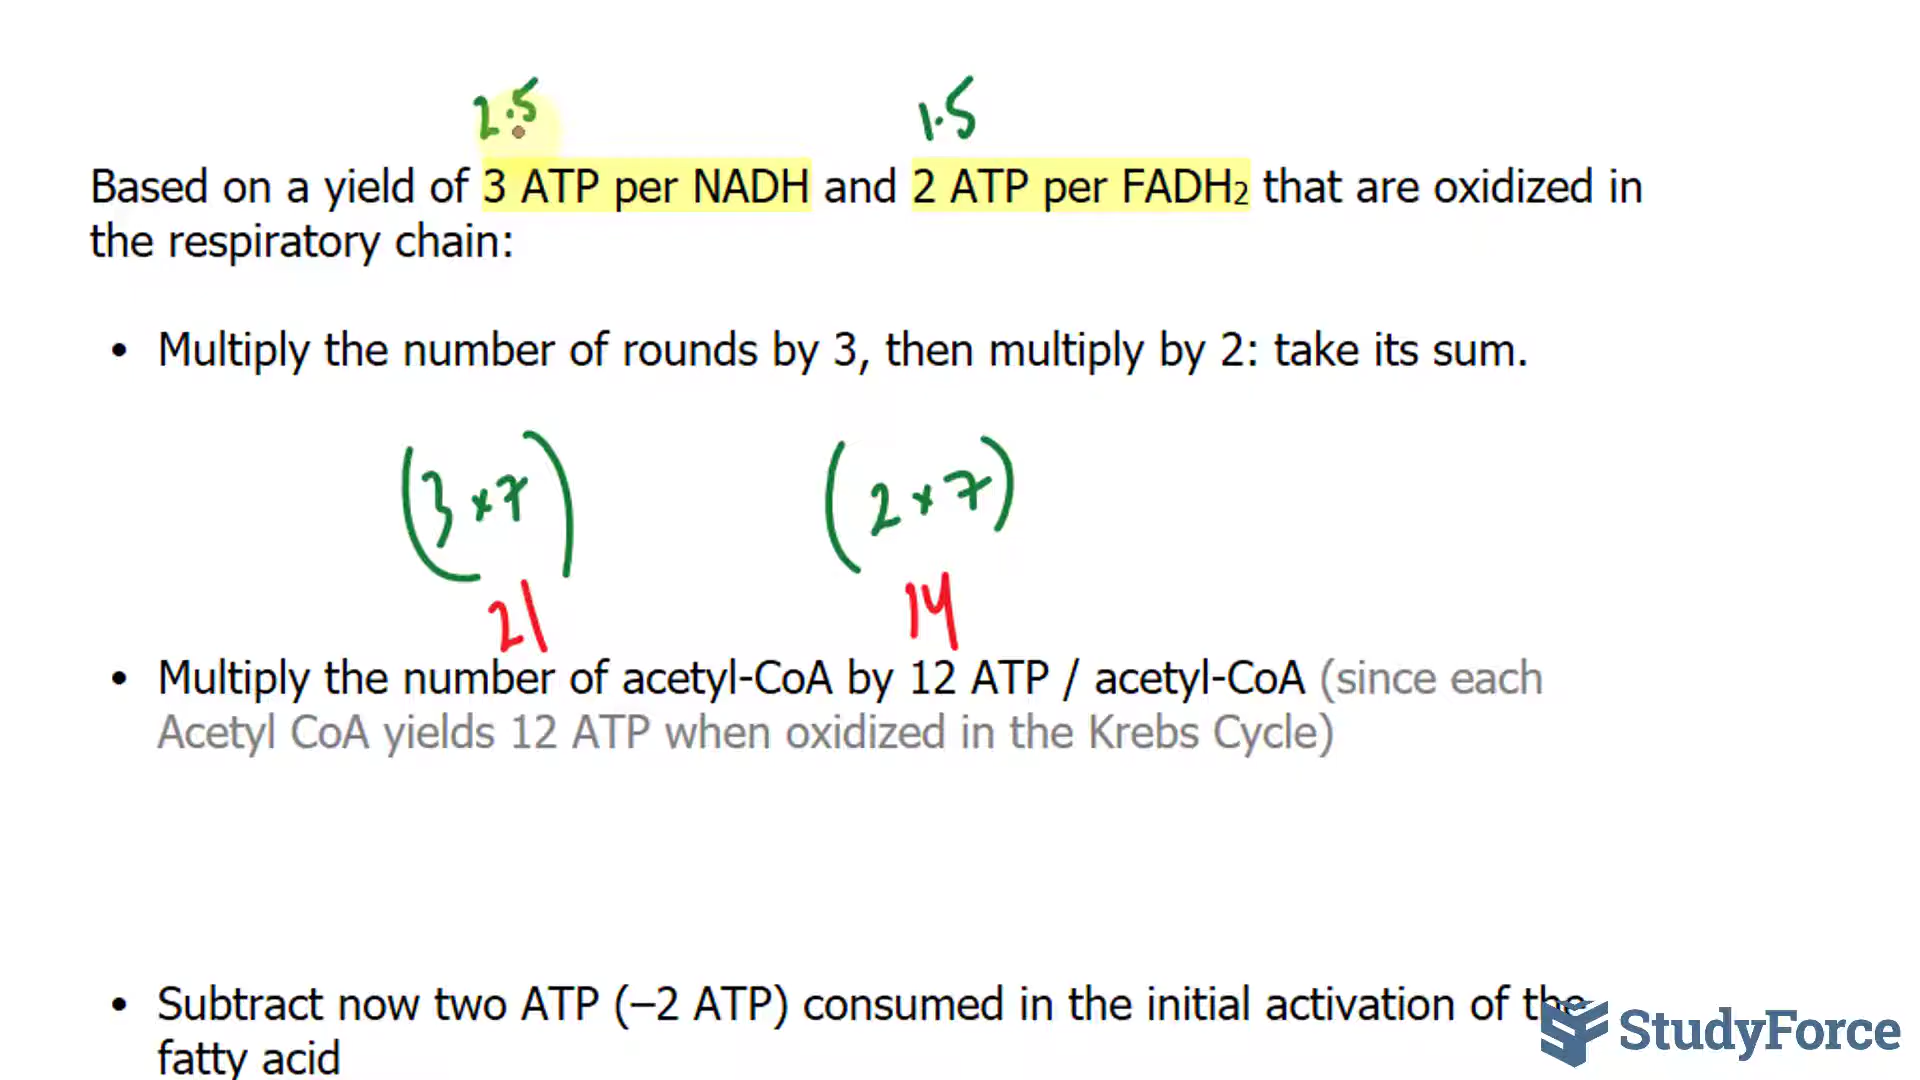 2.5 1.5
Based on a yield of 3 ATP per NADH and 2 ATP per FADH₂ that are oxidized in
the respiratory chain:
• Multiply the number of rounds by 3, then multiply by 2: take its sum.
(3 × 7) (2 × 7)
21 14
• Multiply the number of acetyl-CoA by 12 ATP / acetyl-CoA (since each
Acetyl CoA yields 12 ATP when oxidized in the Krebs Cycle)
• Subtract now two ATP (–2 ATP) consumed in the initial activation of the
fatty acid
StudyForce